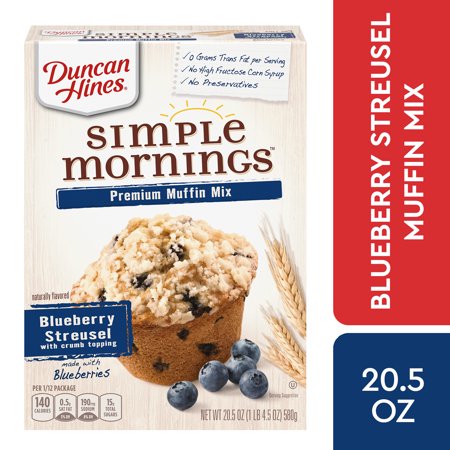 Duncan
Hines®
0 Grams Trans Fat per Serving
No High Fructose Corn Syrup
No Preservatives
SIMPLE
MORNINGS™
Premium Muffin Mix
naturally flavored
Blueberry
Streusel
with crumb topping
made with
Blueberries
PER 1/12 PACKAGE
140
CALORIES
0.5g
SAT FAT
190mg
SODIUM
15g
TOTAL
SUGARS
Serving Suggestion
NET WT 20.5 OZ (1 LB 4.5 OZ) 580g
BLUEBERRY STREUSEL
MUFFIN MIX
20.5
OZ